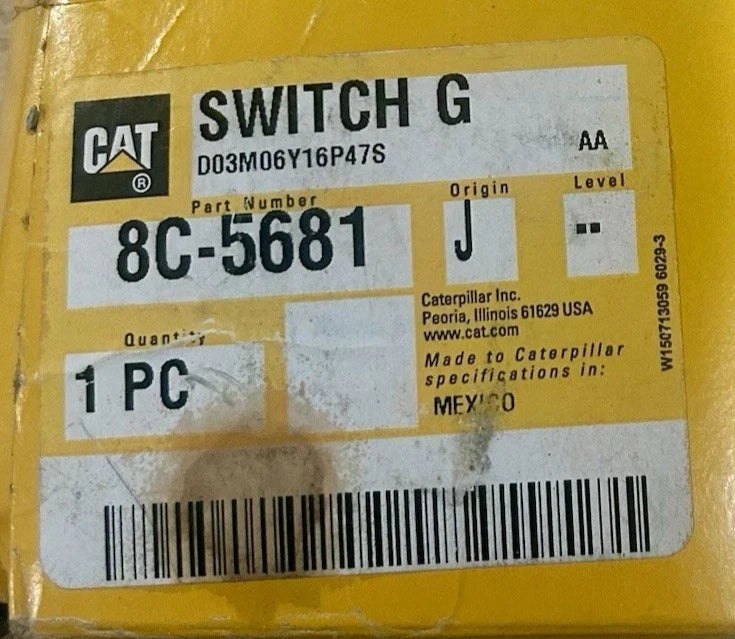 CAT
®
SWITCH G
D03M06Y16P47S
AA
Part Number
8C-5681
Origin
J
Level
--
Quantity
1 PC
Caterpillar Inc.
Peoria, Illinois 61629 USA
www.cat.com
Made to Caterpillar
specifications in:
MEXICO
W150713059 6029-3